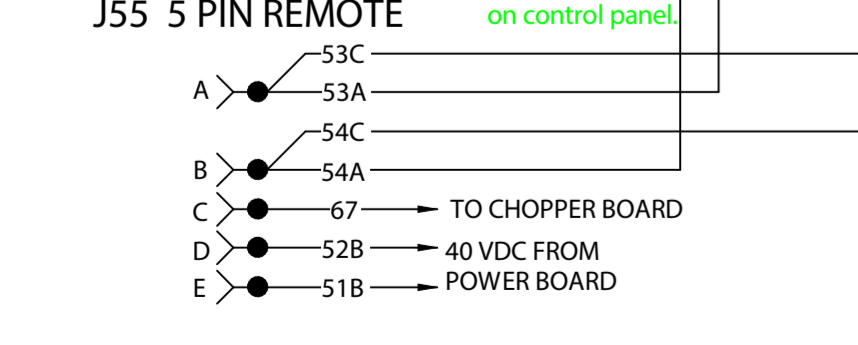 J55 5 PIN REMOTE
on control panel.
53C
A
53A
54C
B
54A
C 67 TO CHOPPER BOARD
D 52B 40 VDC FROM
E 51B POWER BOARD